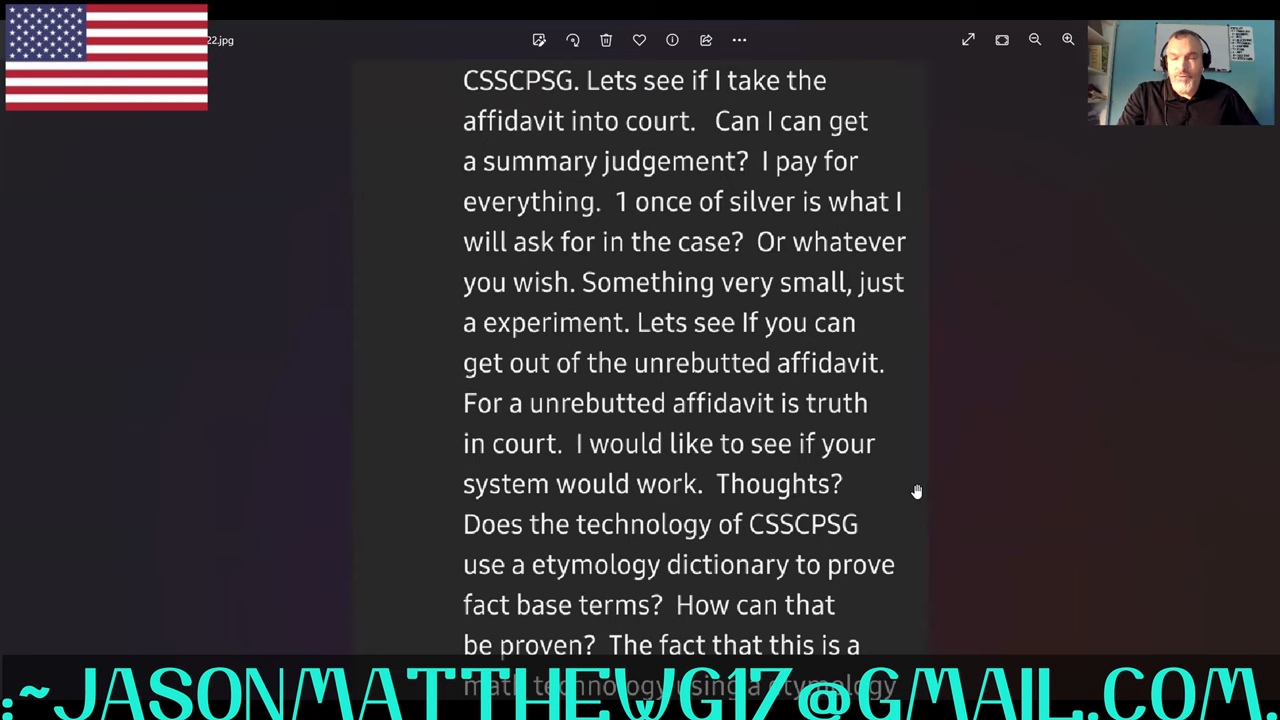 22.jpg
CSSCPSG. Lets see if I take the
affidavit into court. Can I can get
a summary judgement? I pay for
everything. 1 once of silver is what I
will ask for in the case? Or whatever
you wish. Something very small, just
a experiment. Lets see If you can
get out of the unrebutted affidavit.
For a unrebutted affidavit is truth
in court. I would like to see if your
system would work. Thoughts?
Does the technology of CSSCPSG
use a etymology dictionary to prove
fact base terms? How can that
be proven? The fact that this is a
math technology using a etymology
:~JASONMATTHEWG17@GMAIL.COM.